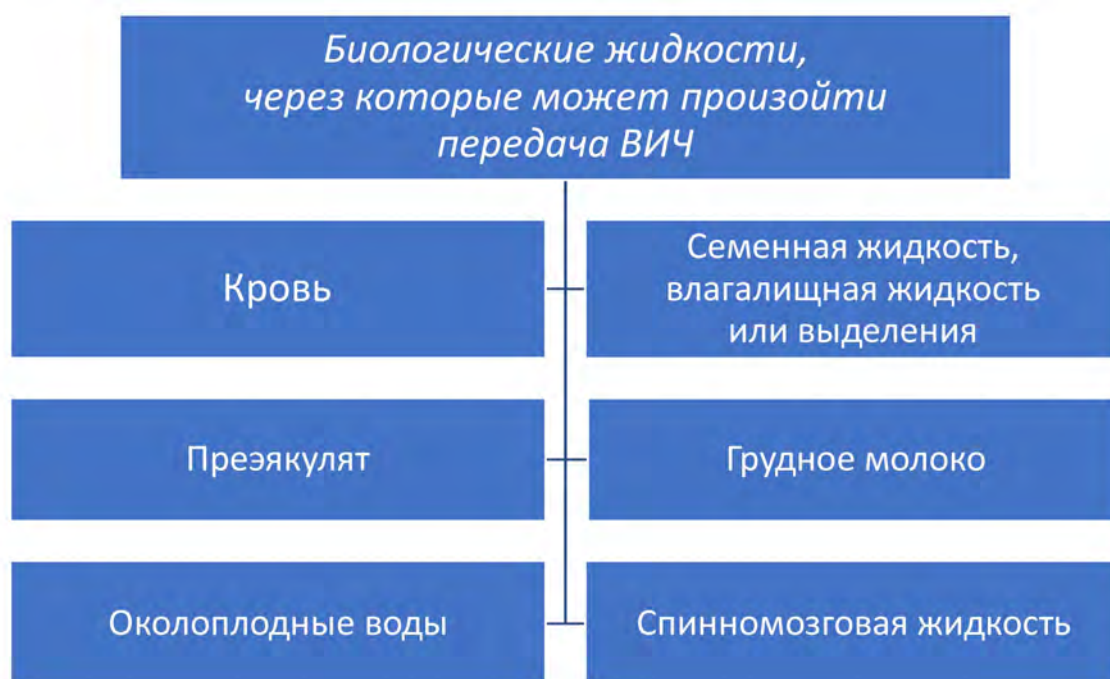 Биологические жидкости,
через которые может произойти
передача ВИЧ
Кровь
Семенная жидкость,
влагалищная жидкость
или выделения
Преэякулят
Грудное молоко
Околоплодные воды
Спинномозговая жидкость